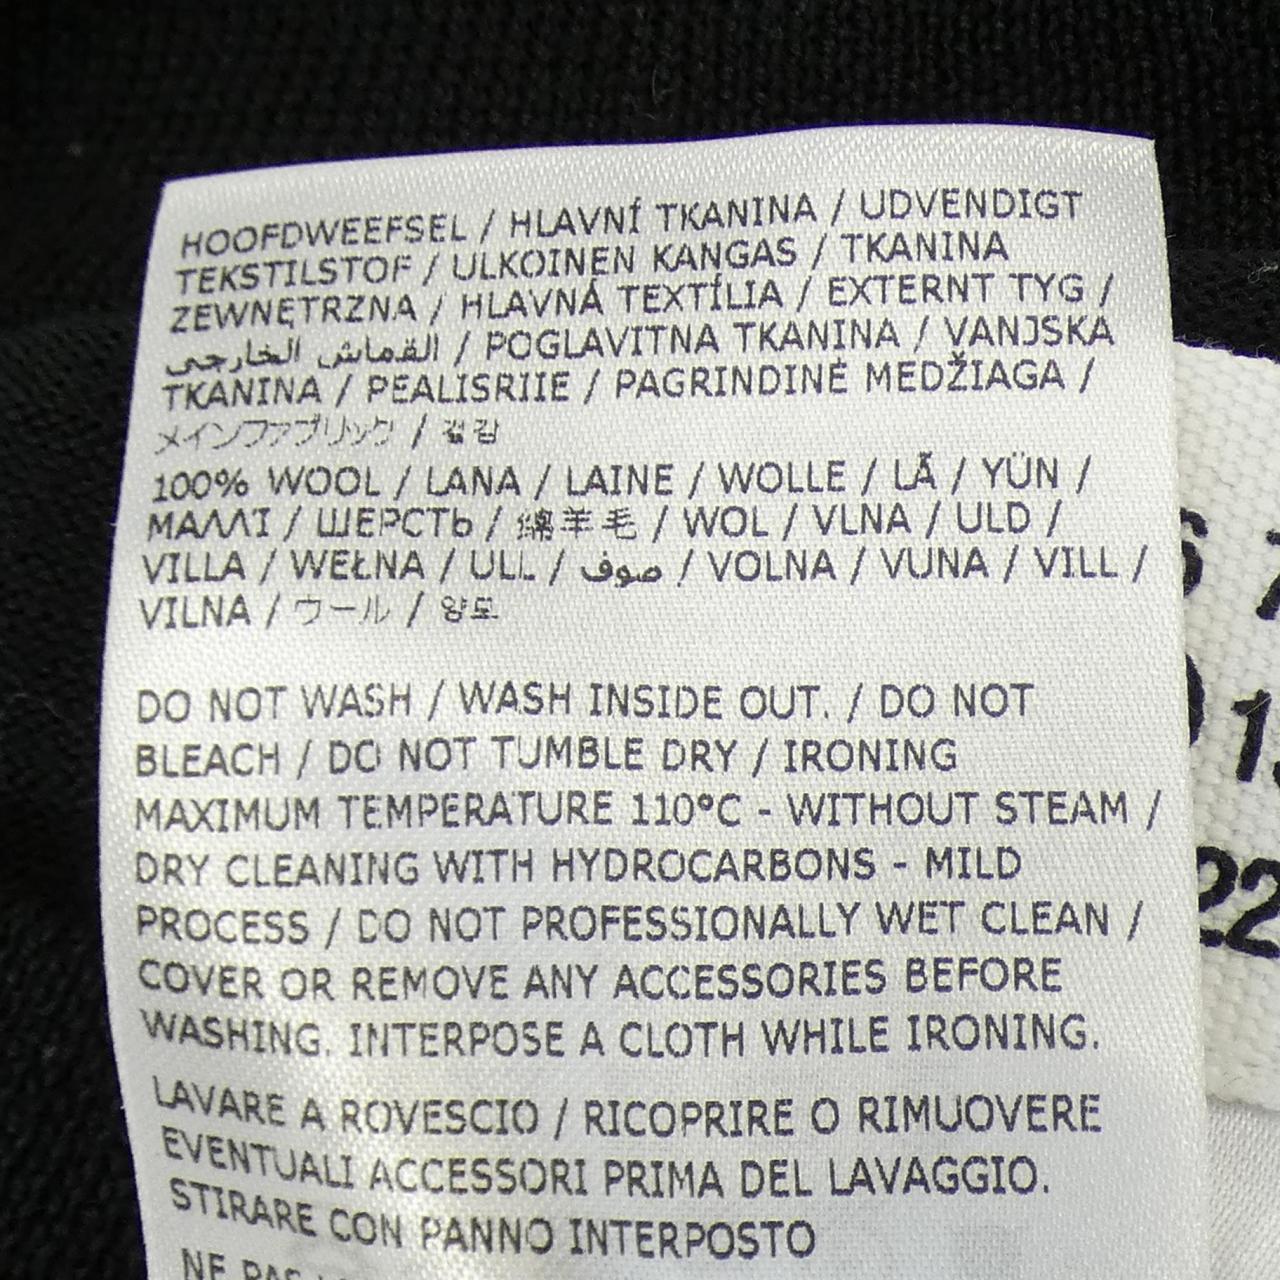 HOOFDWEEFSEL / HLAVNÍ TKANINA / UDVENDIGT
TEKSTILSTOF / ULKOINEN KANGAS / TKANINA
ZEWNĘTRZNA / HLAVNÁ TEXTÍLIA / EXTERNT TYG /
القماش الخارجي / POGLAVITNA TKANINA / VANJSKA
TKANINA / PEALISRIIE / PAGRINDINĖ MEDŽIAGA /
メインファブリック / 겉감
100% WOOL / LANA / LAINE / WOLLE / LÃ / YÜN /
ΜΑΛΛΙ / ШЕРСТЬ / 绵羊毛 / WOL / VLNA / ULD /
VILLA / WEŁNA / ULL / صوف / VOLNA / VUNA / VILL /
VILNA / ウール / 양모
DO NOT WASH / WASH INSIDE OUT. / DO NOT
BLEACH / DO NOT TUMBLE DRY / IRONING
MAXIMUM TEMPERATURE 110°C - WITHOUT STEAM /
DRY CLEANING WITH HYDROCARBONS - MILD
PROCESS / DO NOT PROFESSIONALLY WET CLEAN /
COVER OR REMOVE ANY ACCESSORIES BEFORE
WASHING. INTERPOSE A CLOTH WHILE IRONING.
LAVARE A ROVESCIO / RICOPRIRE O RIMUOVERE
EVENTUALI ACCESSORI PRIMA DEL LAVAGGIO.
STIRARE CON PANNO INTERPOSTO
NE PAS
22